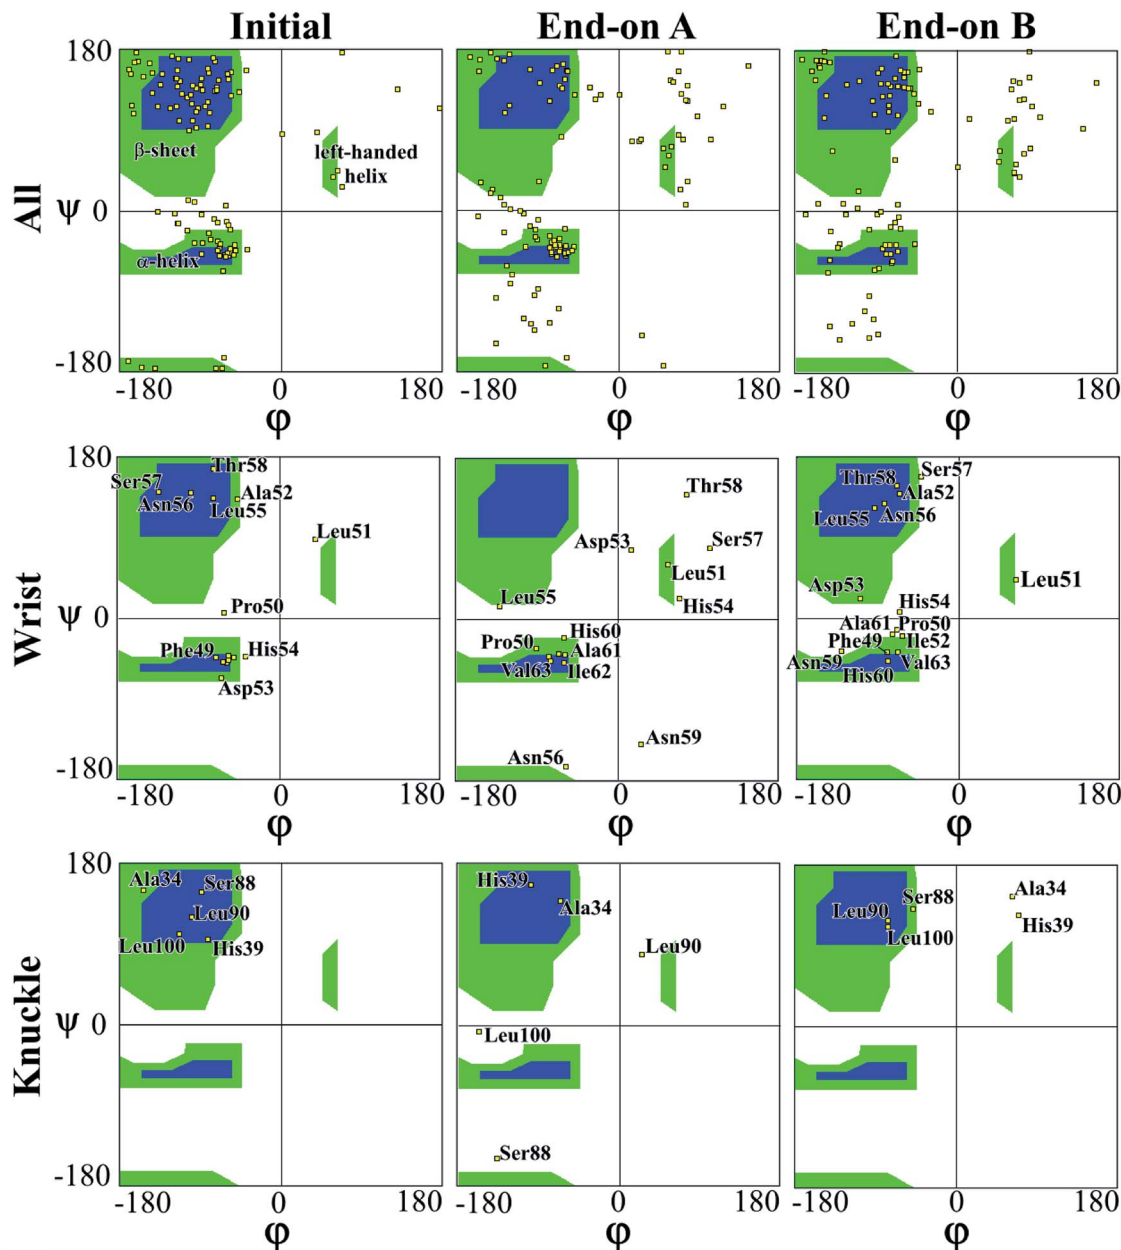 Initial End-on A End-on B
All
180
β-sheet
left-handed
helix
ψ 0
α-helix
-180
-180 0 180 -180 0 180 -180 0 180
φ φ φ
Wrist
180
Thr58
Ser57
Asn56
Ala52
Leu55
Leu51
Pro50
ψ 0
Phe49
His54
Asp53
-180
-180 0 180
φ
Thr58
Asp53
Ser57
Leu51
Leu55
His54
His60
Pro50
Ala61
Val63
Ile62
Asn59
Asn56
-180 0 180
φ
Ser57
Thr58
Ala52
Leu55
Asn56
Leu51
Asp53
His54
Ala61
Pro50
Phe49
Ile52
Asn59
Val63
His60
-180 0 180
φ
Knuckle
180
Ala34
Ser88
Leu90
Leu100
His39
ψ 0
-180
-180 0 180
φ
His39
Ala34
Leu90
Leu100
Ser88
-180 0 180
φ
Ala34
Ser88
Leu90
His39
Leu100
-180 0 180
φ